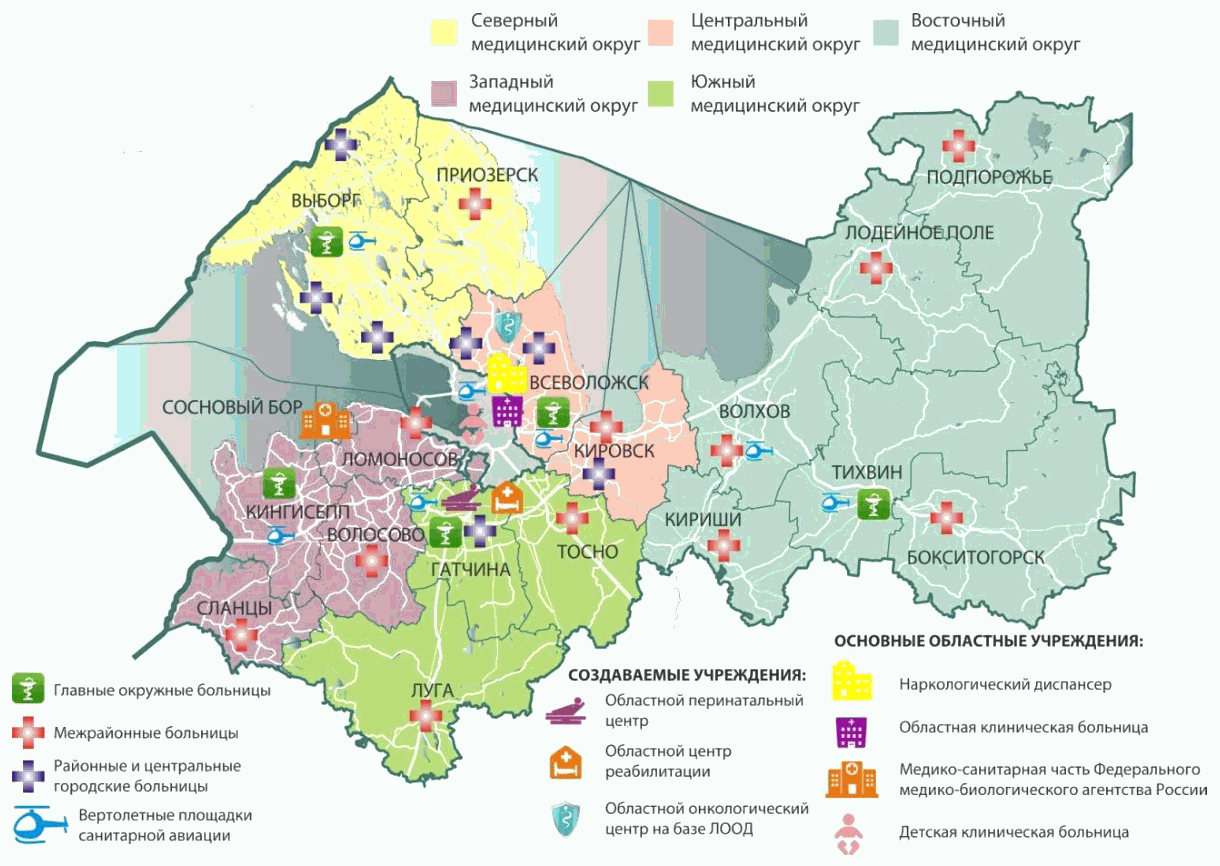 Северный
медицинский округ
Центральный
медицинский округ
Восточный
медицинский округ
Западный
медицинский округ
Южный
медицинский округ
ПРИОЗЕРСК
ВЫБОРГ
ПОДПОРОЖЬЕ
ЛОДЕЙНОЕ ПОЛЕ
ВСЕВОЛОЖСК
СОСНОВЫЙ БОР
ВОЛХОВ
ЛОМОНОСОВ
КИРОВСК
ТИХВИН
КИНГИСЕПП
ВОЛОСОВО
КИРИШИ
ТОСНО
БОКСИТОГОРСК
ГАТЧИНА
СЛАНЦЫ
ЛУГА
Главные окружные больницы
Межрайонные больницы
Районные и центральные
городские больницы
Вертолетные площадки
санитарной авиации
СОЗДАВАЕМЫЕ УЧРЕЖДЕНИЯ:
Областной перинатальный
центр
Областной центр
реабилитации
Областной онкологический
центр на базе ЛООД
ОСНОВНЫЕ ОБЛАСТНЫЕ УЧРЕЖДЕНИЯ:
Наркологический диспансер
Областная клиническая больница
Медико-санитарная часть Федерального
медико-биологического агентства России
Детская клиническая больница